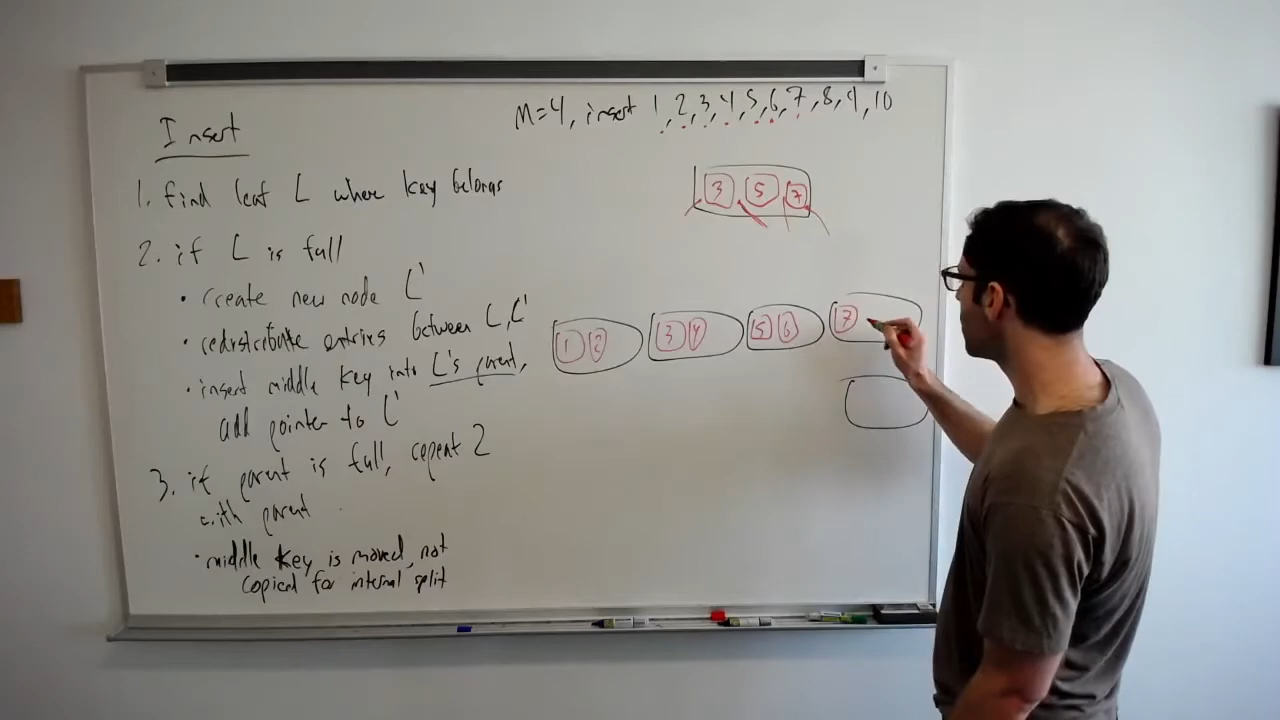 Insert
M=4, insert 1, 2, 3, 4, 5, 6, 7, 8, 9, 10
1. find leaf L where key belongs
2. if L is full
• create new node L'
• redistribute entries between L, L'
• insert middle key into L's parent,
add pointer to L'
3. if parent is full, repeat 2
with parent
• middle key is moved, not
copied for internal split
3 5 7
1 2 3 4 5 6 7